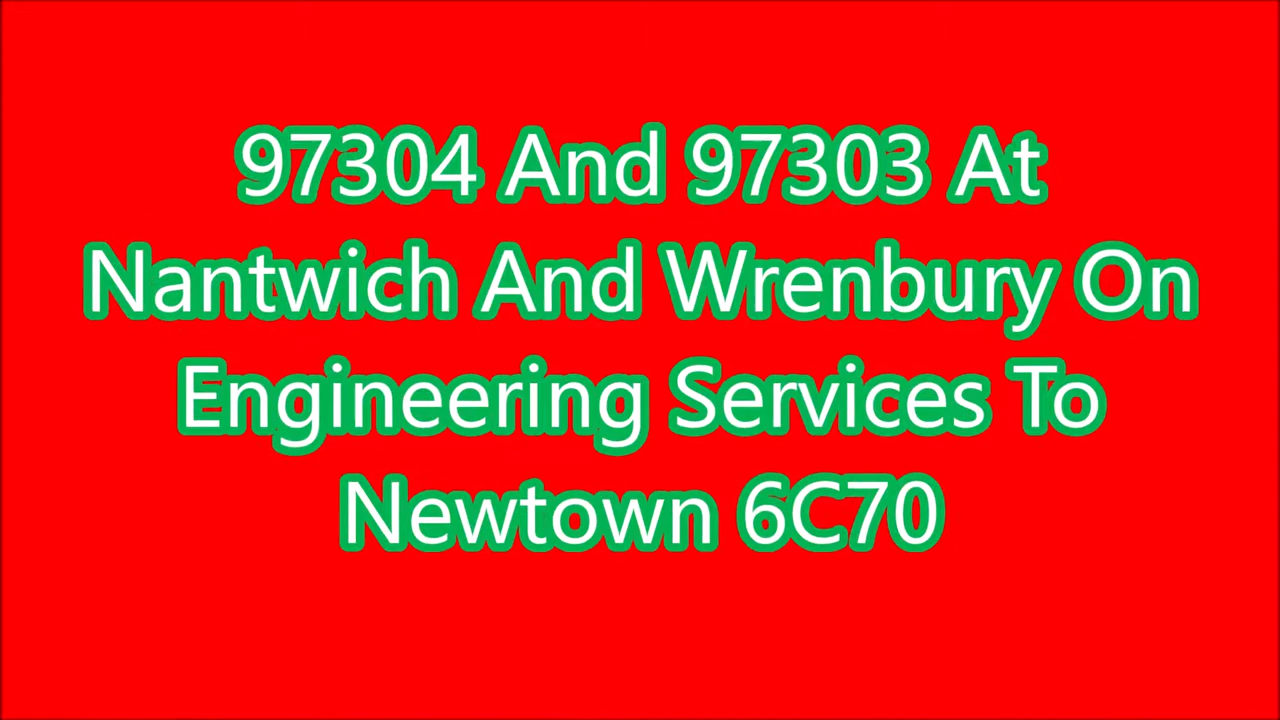 97304 And 97303 At
Nantwich And Wrenbury On
Engineering Services To
Newtown 6C70